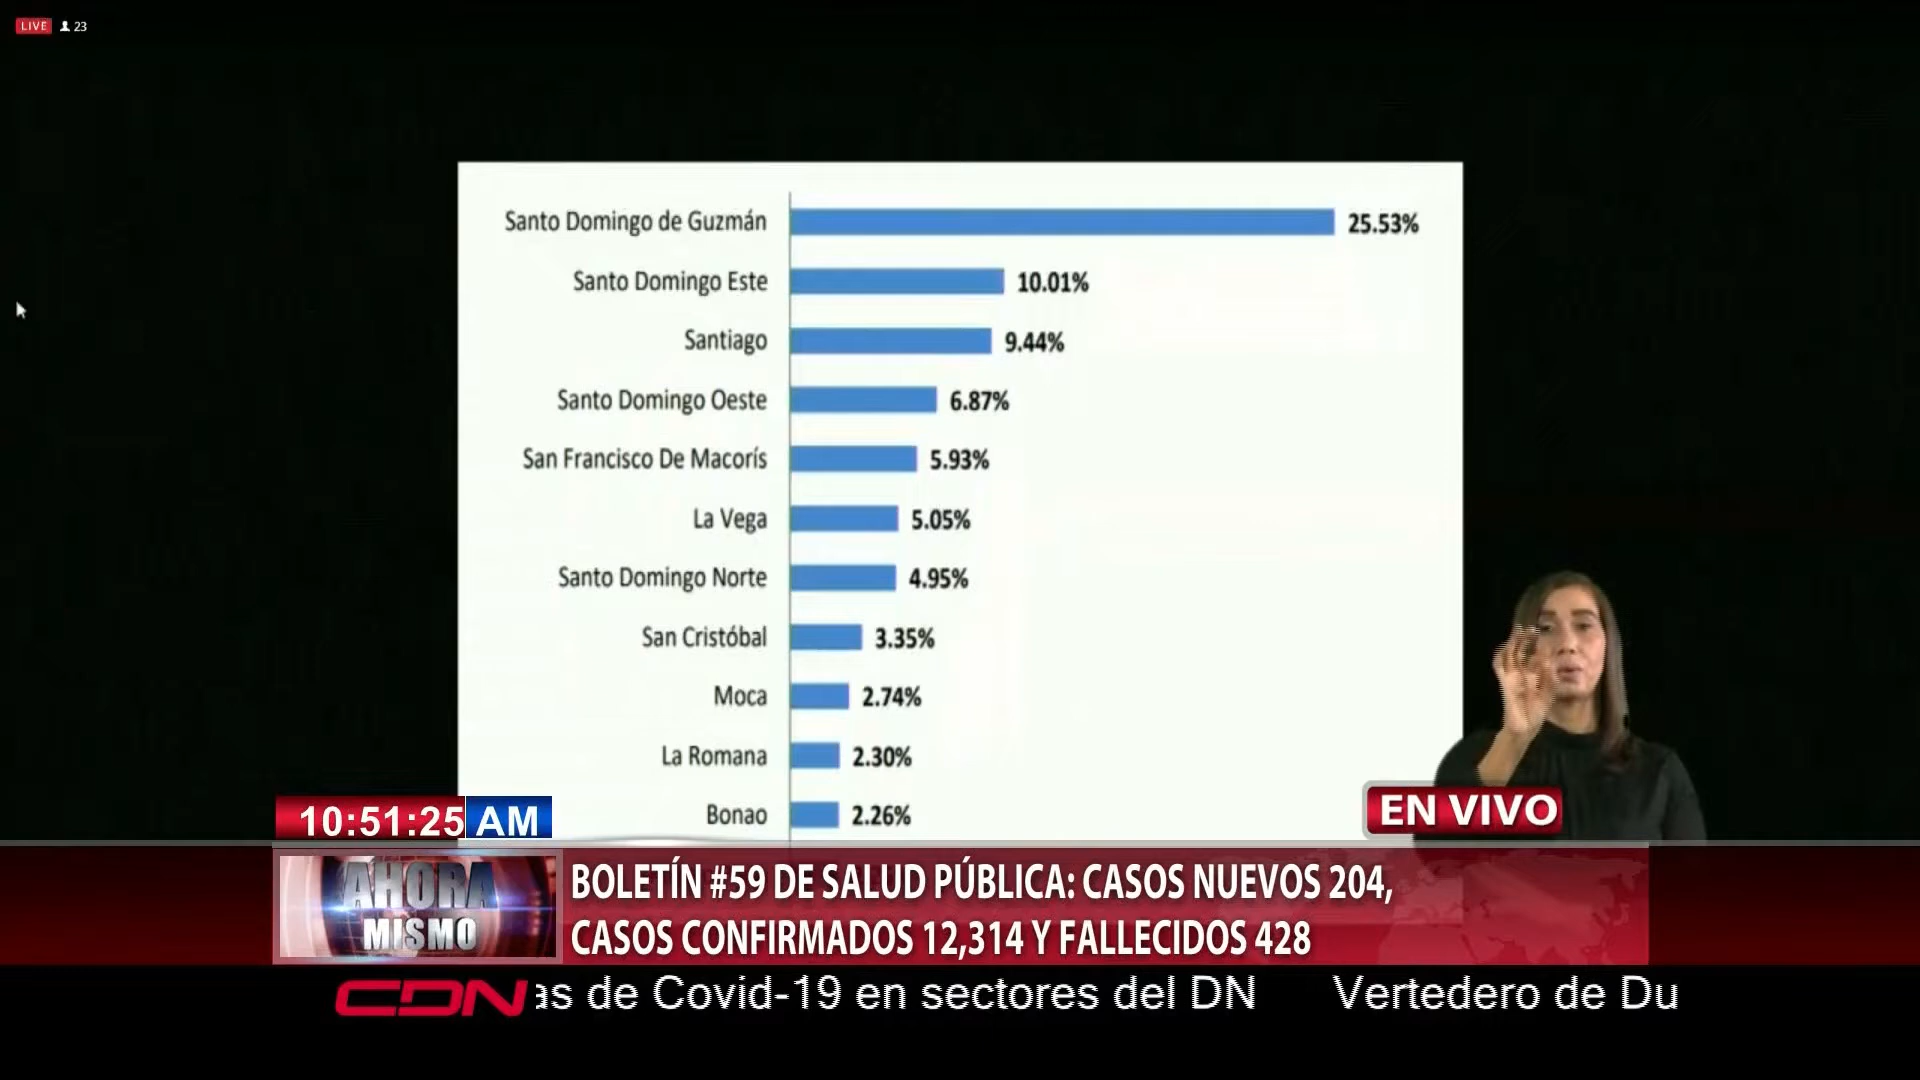 LIVE 23
Santo Domingo de Guzmán 25.53%
Santo Domingo Este 10.01%
Santiago 9.44%
Santo Domingo Oeste 6.87%
San Francisco De Macorís 5.93%
La Vega 5.05%
Santo Domingo Norte 4.95%
San Cristóbal 3.35%
Moca 2.74%
La Romana 2.30%
Bonao 2.26%
10:51:25 AM
EN VIVO
AHORA
MISMO
BOLETÍN #59 DE SALUD PÚBLICA: CASOS NUEVOS 204,
CASOS CONFIRMADOS 12,314 Y FALLECIDOS 428
CDN as de Covid-19 en sectores del DN Vertedero de Du